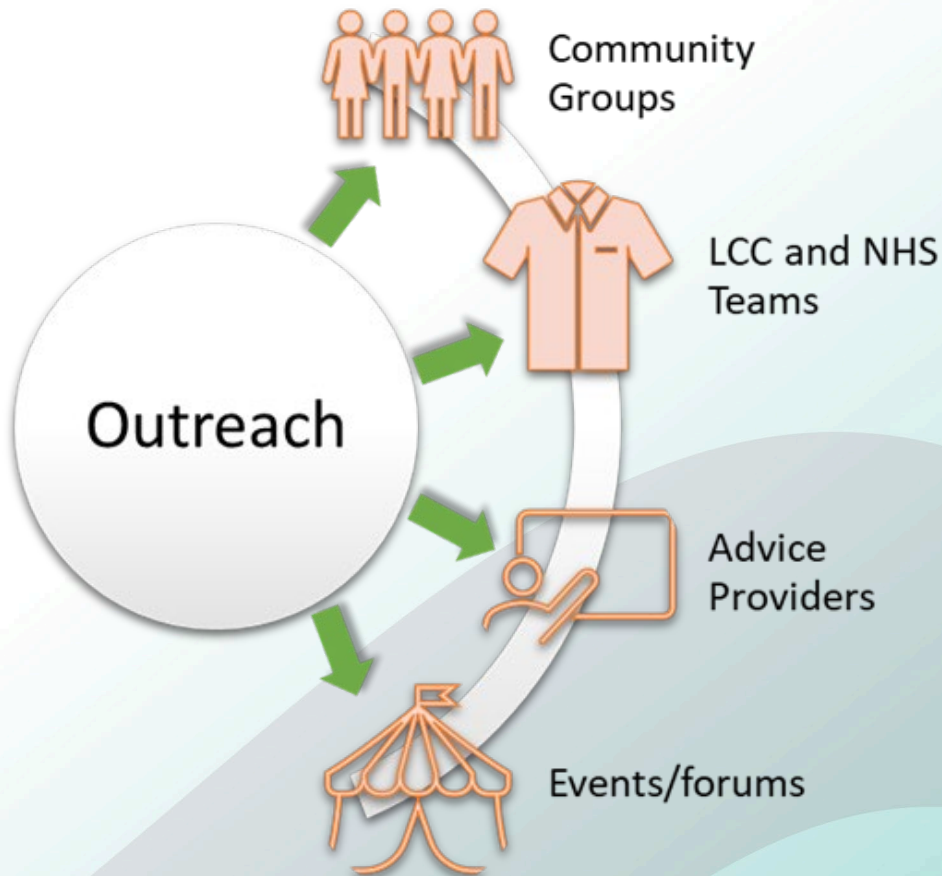 Community
Groups
LCC and NHS
Teams
Outreach
Advice
Providers
Events/forums